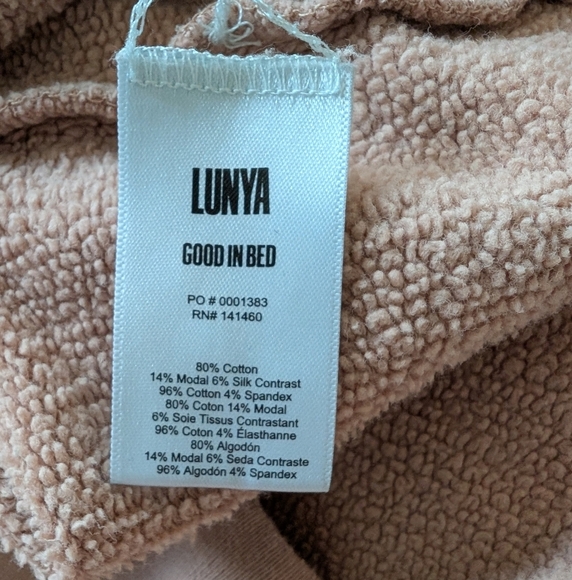 LUNYA
GOOD IN BED
PO # 0001383
RN# 141460
80% Cotton
14% Modal 6% Silk Contrast
96% Cotton 4% Spandex
80% Coton 14% Modal
6% Soie Tissus Contrastant
96% Coton 4% Élasthanne
80% Algodón
14% Modal 6% Seda Contraste
96% Algodón 4% Spandex